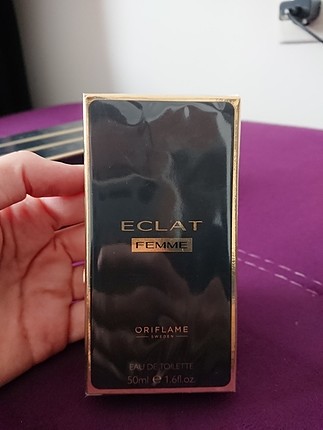 ECLAT
FEMME
ORIFLAME
SWEDEN
EAU DE TOILETTE
50ml ℮ 1.6fl.oz